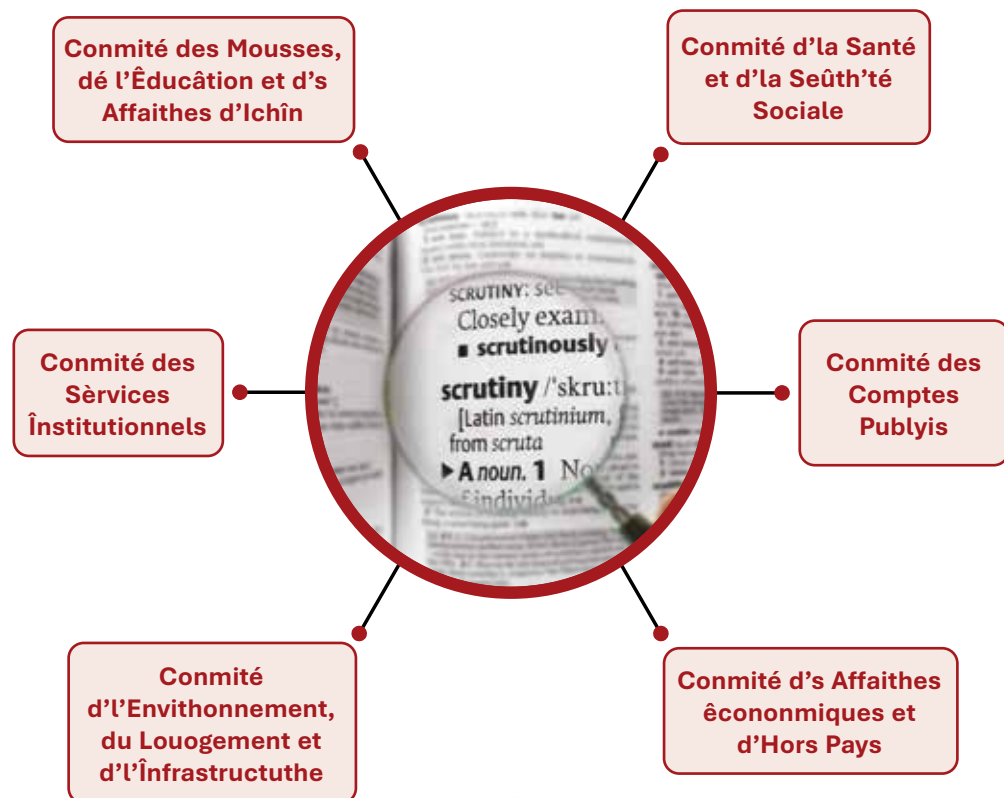 Conmité des Mousses,
dé l'Êducâtion et d's
Affaithes d'Ichîn
Conmité d'la Santé
et d'la Seûth'té
Sociale
Conmité des
Sèrvices
Înstitutionnels
SCRUTINY: see
Closely exam
■ scrutinously
scrutiny /'skru:t
[Latin scrutinium,
from scruta
▶ A noun. 1 No
of individu
Conmité des
Comptes
Publyis
Conmité
d'l'Envithonnement,
du Louogement et
d'l'Înfrastructuthe
Conmité d's Affaithes
êcononmiques et
d'Hors Pays